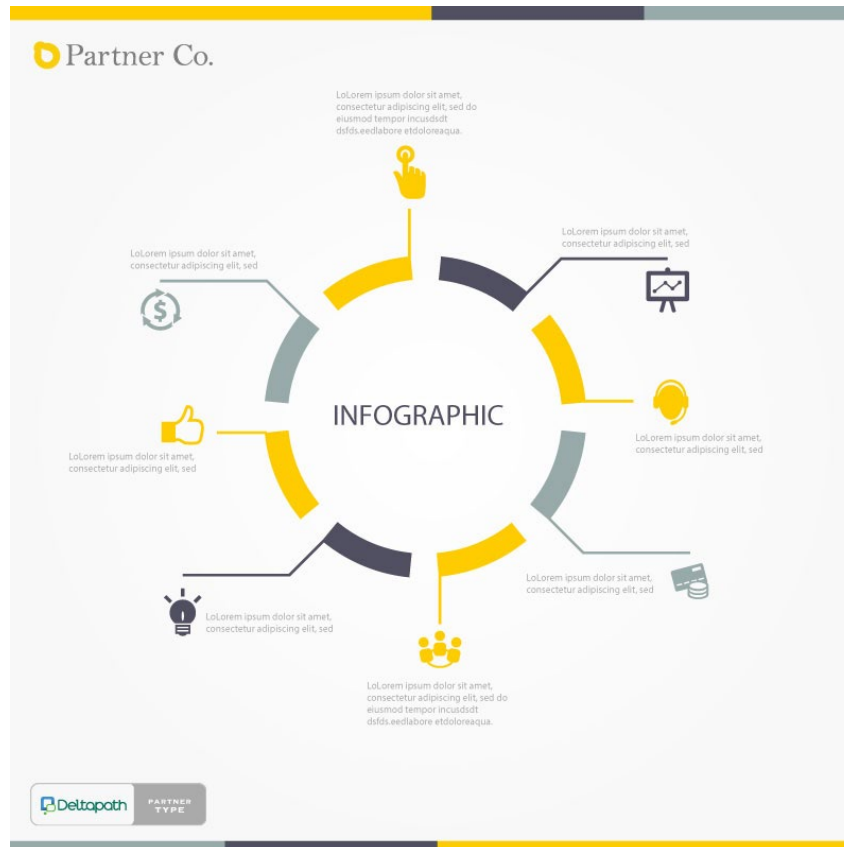 Partner Co.
LoLorem ipsum dolor sit amet,
consectetur adipiscing elit, sed do
eiusmod tempor incusdsdt
dsfds.eedlabore etdoloreaqua.
LoLorem ipsum dolor sit amet,
consectetur adipiscing elit, sed
LoLorem ipsum dolor sit amet,
consectetur adipiscing elit, sed
$
INFOGRAPHIC
LoLorem ipsum dolor sit amet,
consectetur adipiscing elit, sed
LoLorem ipsum dolor sit amet,
consectetur adipiscing elit, sed
LoLorem ipsum dolor sit amet,
consectetur adipiscing elit, sed
LoLorem ipsum dolor sit amet,
consectetur adipiscing elit, sed
LoLorem ipsum dolor sit amet,
consectetur adipiscing elit, sed do
eiusmod tempor incusdsdt
dsfds.eedlabore etdoloreaqua.
Deltapath
PARTNER
TYPE